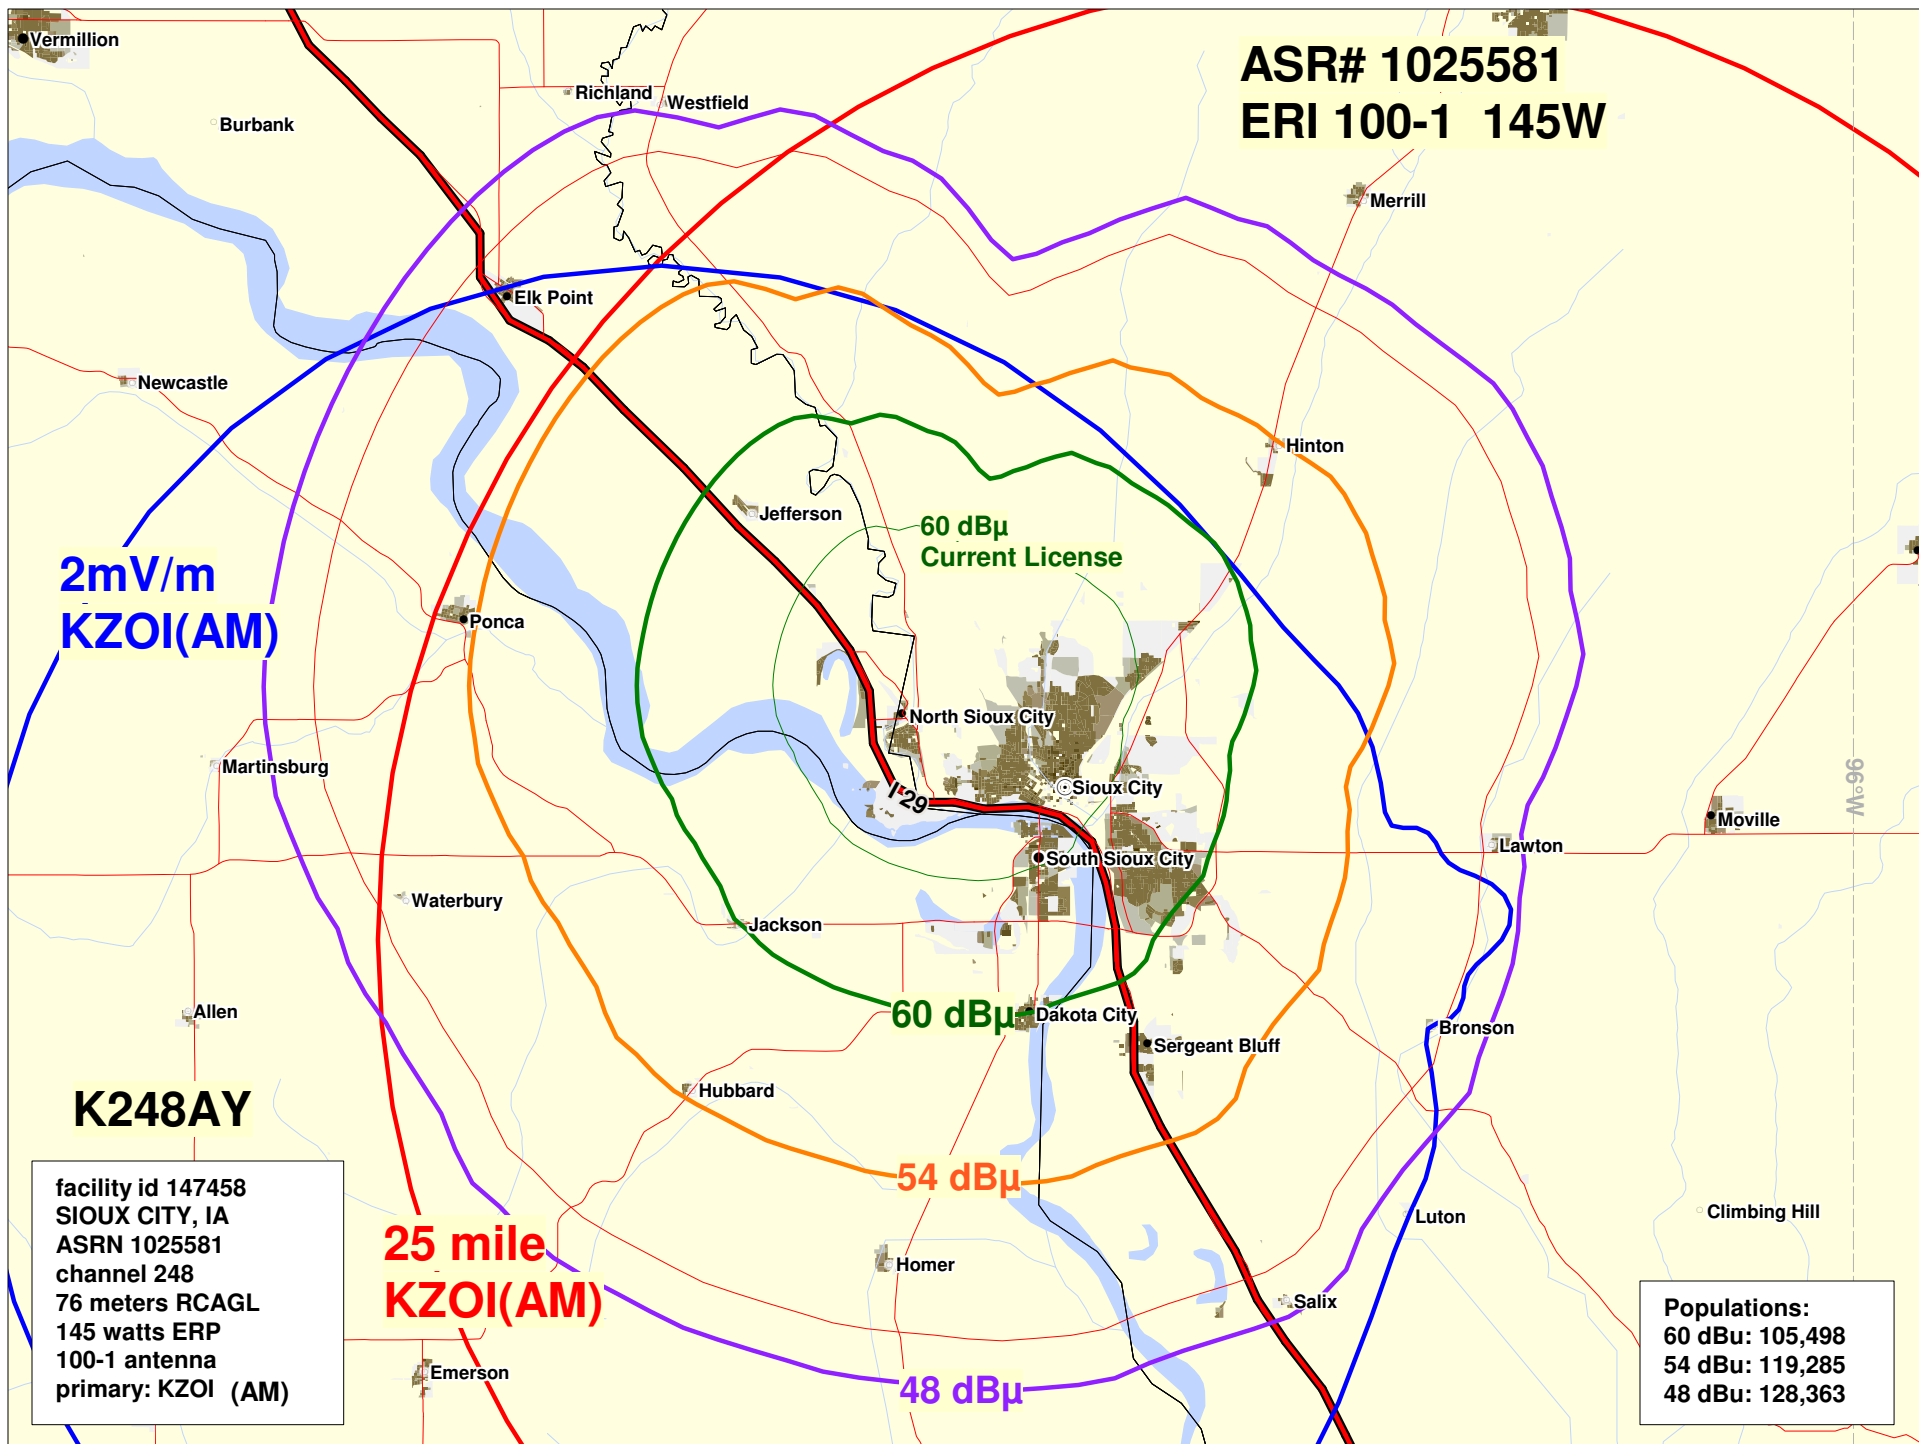 Vermillion
Richland
Westfield
Burbank
ASR# 1025581
ERI 100-1  145W
Merrill
Elk Point
Newcastle
Hinton
Jefferson
60 dBµ
Current License
2mV/m
KZOI(AM)
Ponca
North Sioux City
Martinsburg
Sioux City
I-29
W°96
Moville
Lawton
South Sioux City
Waterbury
Jackson
Allen
60 dBµ
Dakota City
Bronson
Sergeant Bluff
Hubbard
K248AY
54 dBµ
facility id 147458
SIOUX CITY, IA
ASRN 1025581
channel 248
76 meters RCAGL
145 watts ERP
100-1 antenna
primary: KZOI (AM)
25 mile
KZOI(AM)
Luton
Climbing Hill
Homer
Salix
Populations:
60 dBu: 105,498
54 dBu: 119,285
48 dBu: 128,363
Emerson
48 dBµ